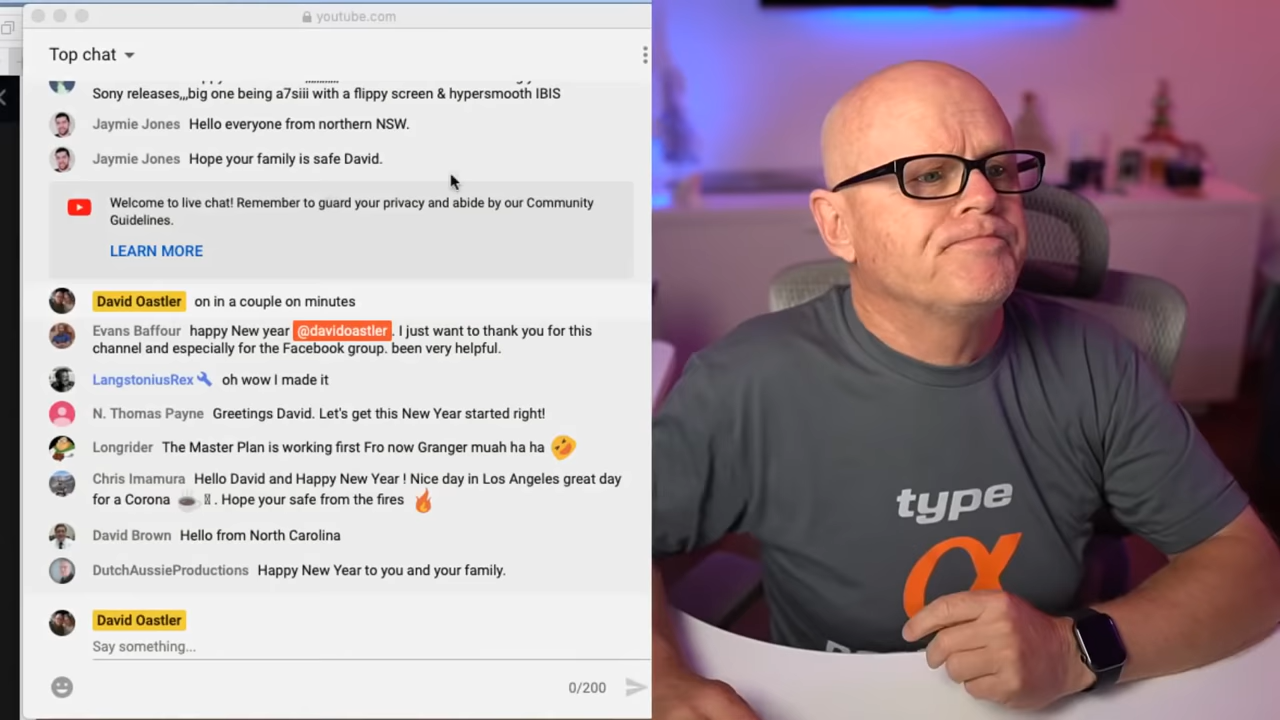 youtube.com
Top chat
Sony releases,,,big one being a7siii with a flippy screen & hypersmooth IBIS
Jaymie Jones Hello everyone from northern NSW.
Jaymie Jones Hope your family is safe David.
Welcome to live chat! Remember to guard your privacy and abide by our Community
Guidelines.
LEARN MORE
David Oastler on in a couple on minutes
Evans Baffour happy New year @davidoastler . I just want to thank you for this
channel and especially for the Facebook group. been very helpful.
LangstoniusRex oh wow I made it
N. Thomas Payne Greetings David. Let's get this New Year started right!
Longrider The Master Plan is working first Fro now Granger muah ha ha
Chris Imamura Hello David and Happy New Year ! Nice day in Los Angeles great day
for a Corona . Hope your safe from the fires
David Brown Hello from North Carolina
DutchAussieProductions Happy New Year to you and your family.
David Oastler
Say something...
0/200
type
α